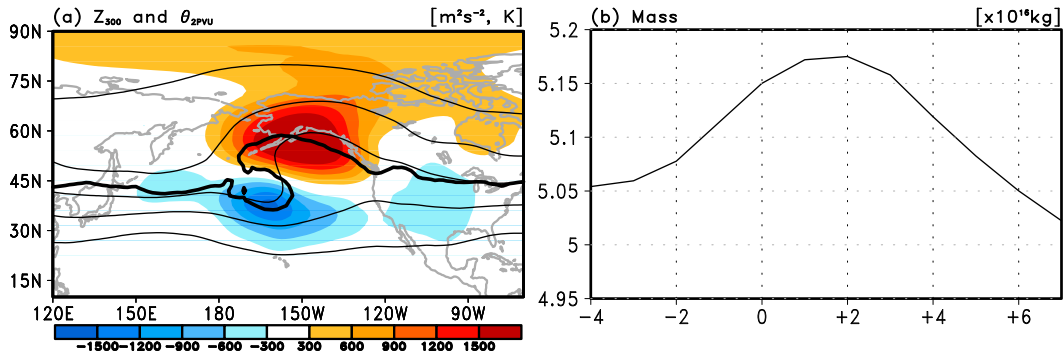 (a) Z300 and θ2PVU [m²s⁻², K]
90N
75N
60N
45N
30N
15N
120E 150E 180 150W 120W 90W
-1500 -1200 -900 -600 -300 300 600 900 1200 1500
(b) Mass [x10¹⁶kg]
5.2
5.15
5.1
5.05
5
4.95
-4 -2 0 +2 +4 +6